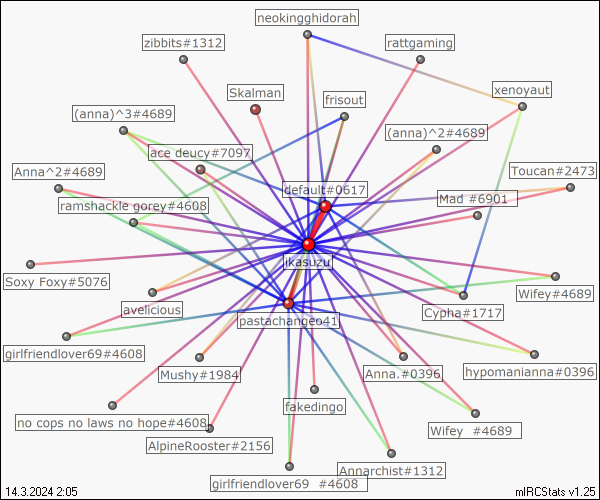 neokingghidorah
zibbits#1312
rattgaming
Skalman
frisout
xenoyaut
(anna)^3#4689
(anna)^2#4689
ace deucy#7097
Anna^2#4689
default#0617
Toucan#2473
ramshackle gorey#4608
Mad #6901
ikasuzu
Soxy Foxy#5076
Wifey#4689
avelicious
Cypha#1717
pastachangeo41
girlfriendlover69#4608
hypomanianna#0396
Mushy#1984
Anna.#0396
fakedingo
no cops no laws no hope#4608
Wifey #4689
AlpineRooster#2156
Annarchist#1312
girlfriendlover69 #4608
14.3.2024 2:05
mIRCStats v1.25